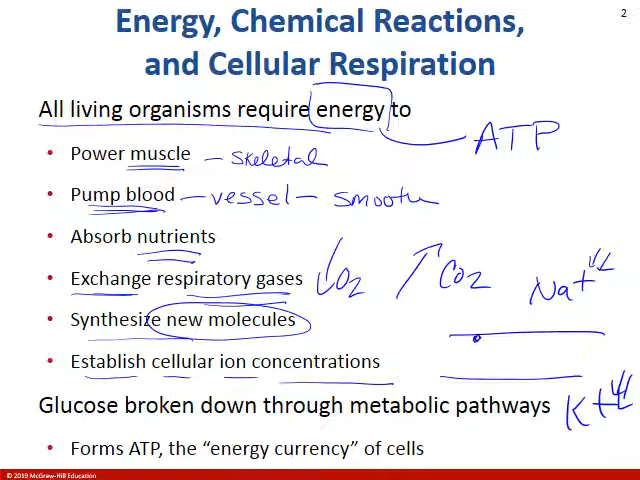 2
Energy, Chemical Reactions,
and Cellular Respiration
All living organisms require energy to
ATP
• Power muscle – skeletal
• Pump blood – vessel – smooth
• Absorb nutrients
• Exchange respiratory gases O2 CO2 Na+
• Synthesize new molecules
• Establish cellular ion concentrations
Glucose broken down through metabolic pathways K+
• Forms ATP, the “energy currency” of cells
© 2019 McGraw-Hill Education